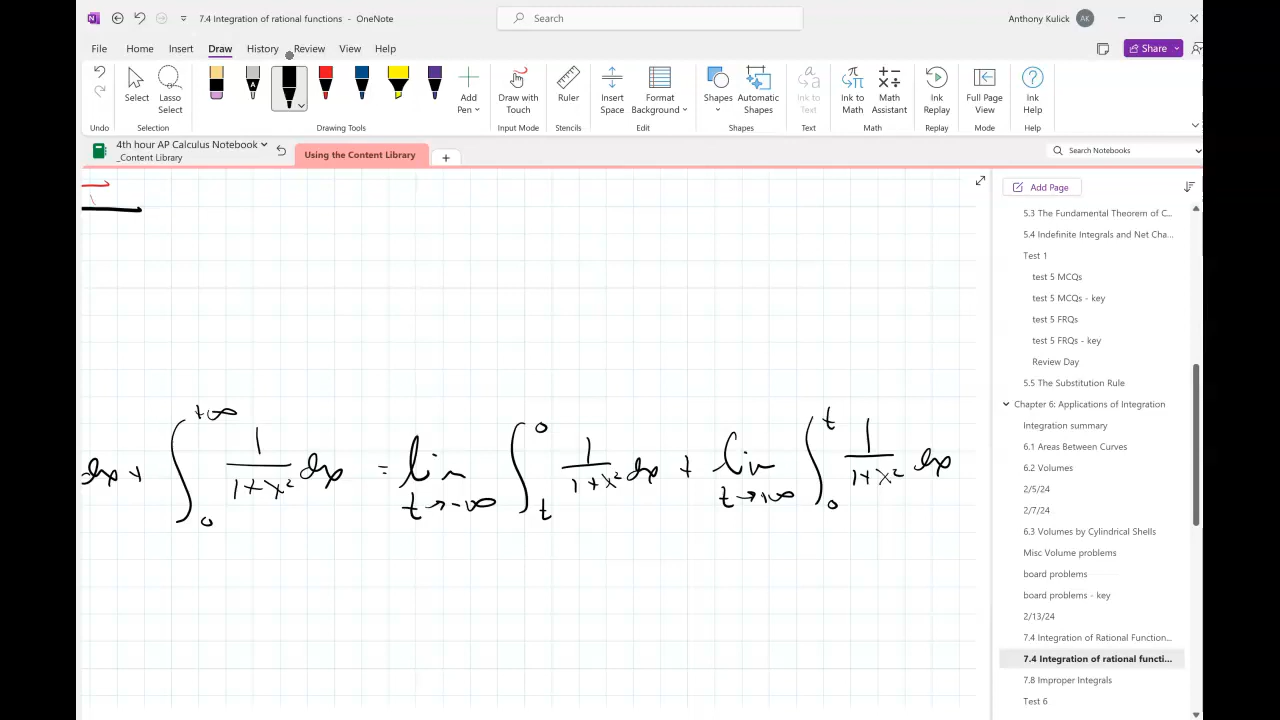 7.4 Integration of rational functions - OneNote
Search
Anthony Kulick
AK
File Home Insert Draw History Review View Help
Share
Select
Lasso Select
Add Pen
Draw with Touch
Ruler
Insert Space
Format Background
Shapes
Automatic Shapes
Ink to Text
Ink to Math
Math Assistant
Ink Replay
Full Page View
Ink Help
Undo Selection Drawing Tools Input Mode Stencils Edit Shapes Text Math Replay Mode Help
4th hour AP Calculus Notebook
_Content Library
Using the Content Library
+
Search Notebooks
Add Page
5.3 The Fundamental Theorem of C...
5.4 Indefinite Integrals and Net Cha...
Test 1
test 5 MCQs
test 5 MCQs - key
test 5 FRQs
test 5 FRQs - key
Review Day
5.5 The Substitution Rule
Chapter 6: Applications of Integration
Integration summary
6.1 Areas Between Curves
6.2 Volumes
2/5/24
2/7/24
6.3 Volumes by Cylindrical Shells
Misc Volume problems
board problems
board problems - key
2/13/24
7.4 Integration of Rational Function...
7.4 Integration of rational functi...
7.8 Improper Integrals
Test 6
dx + ∫₀^{+∞} 1/(1+x²) dx = lim_{t→-∞} ∫_t^0 1/(1+x²) dx + lim_{t→+∞} ∫_0^t 1/(1+x²) dx